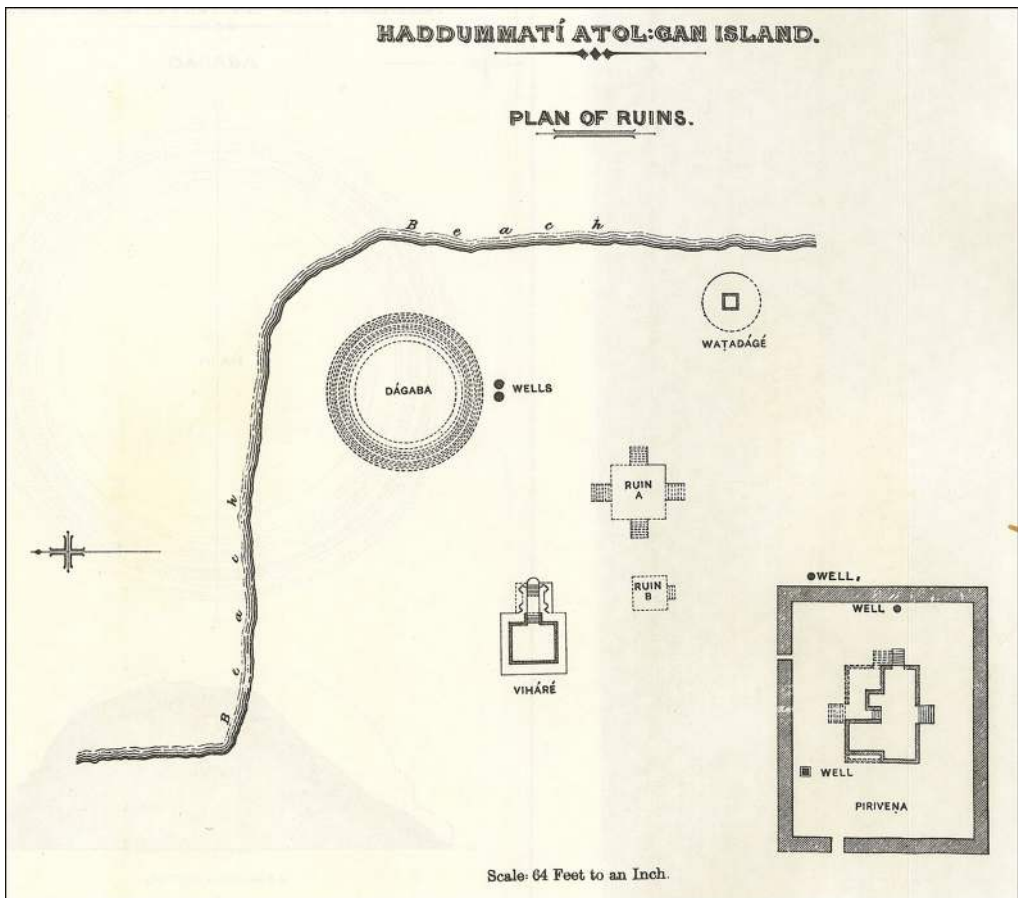 HADDUMMATÍ ATOL:GAN ISLAND.
PLAN OF RUINS.
Beach
WAṬADÁGÉ
DÁGABA
WELLS
Beach
RUIN
A
RUIN
B
WELL,
WELL
VIHÁRÉ
WELL
PIRIVEṆA
Scale: 64 Feet to an Inch.